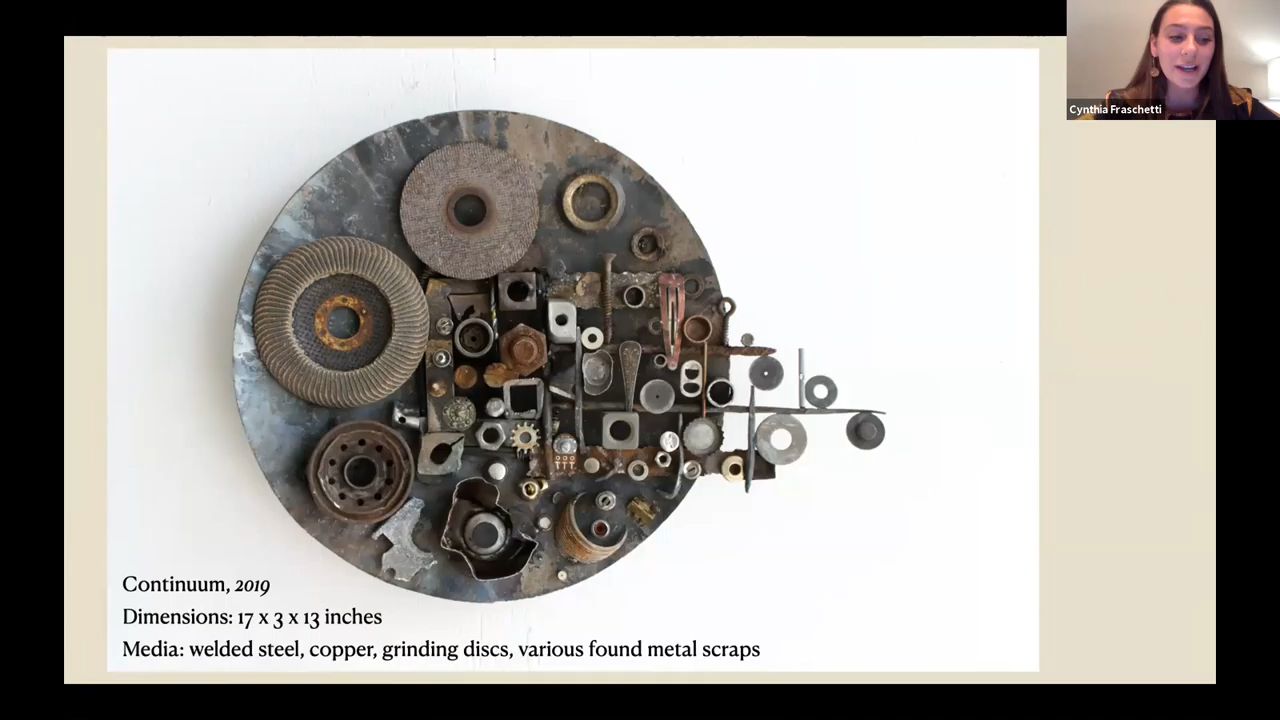 Cynthia Fraschetti
Continuum, 2019
Dimensions: 17 x 3 x 13 inches
Media: welded steel, copper, grinding discs, various found metal scraps